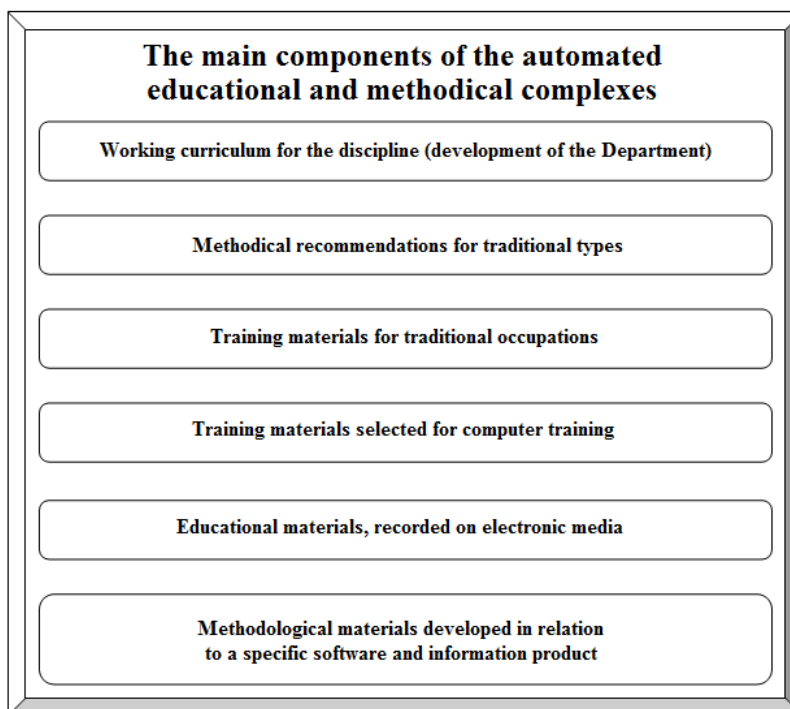 The main components of the automated
educational and methodical complexes
Working curriculum for the discipline (development of the Department)
Methodical recommendations for traditional types
Training materials for traditional occupations
Training materials selected for computer training
Educational materials, recorded on electronic media
Methodological materials developed in relation
to a specific software and information product